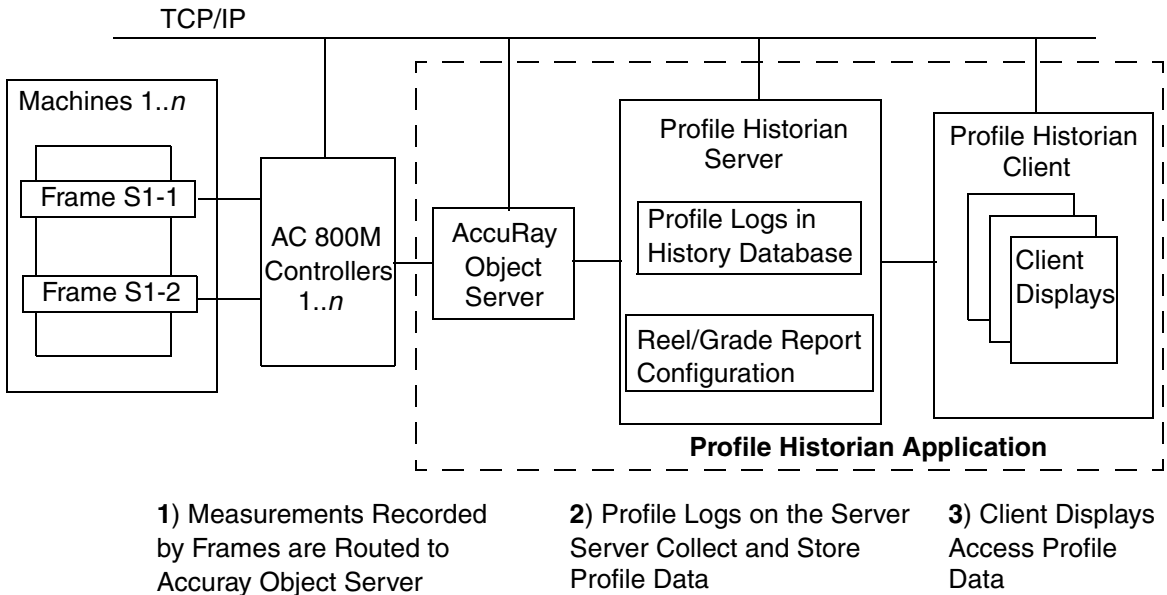 TCP/IP
Machines 1..n
Frame S1-1
Frame S1-2
AC 800M
Controllers
1..n
AccuRay
Object
Server
Profile Historian
Server
Profile Logs in
History Database
Reel/Grade Report
Configuration
Profile Historian
Client
Client
Displays
Profile Historian Application
1) Measurements Recorded
by Frames are Routed to
Accuray Object Server
2) Profile Logs on the Server
Server Collect and Store
Profile Data
3) Client Displays
Access Profile
Data